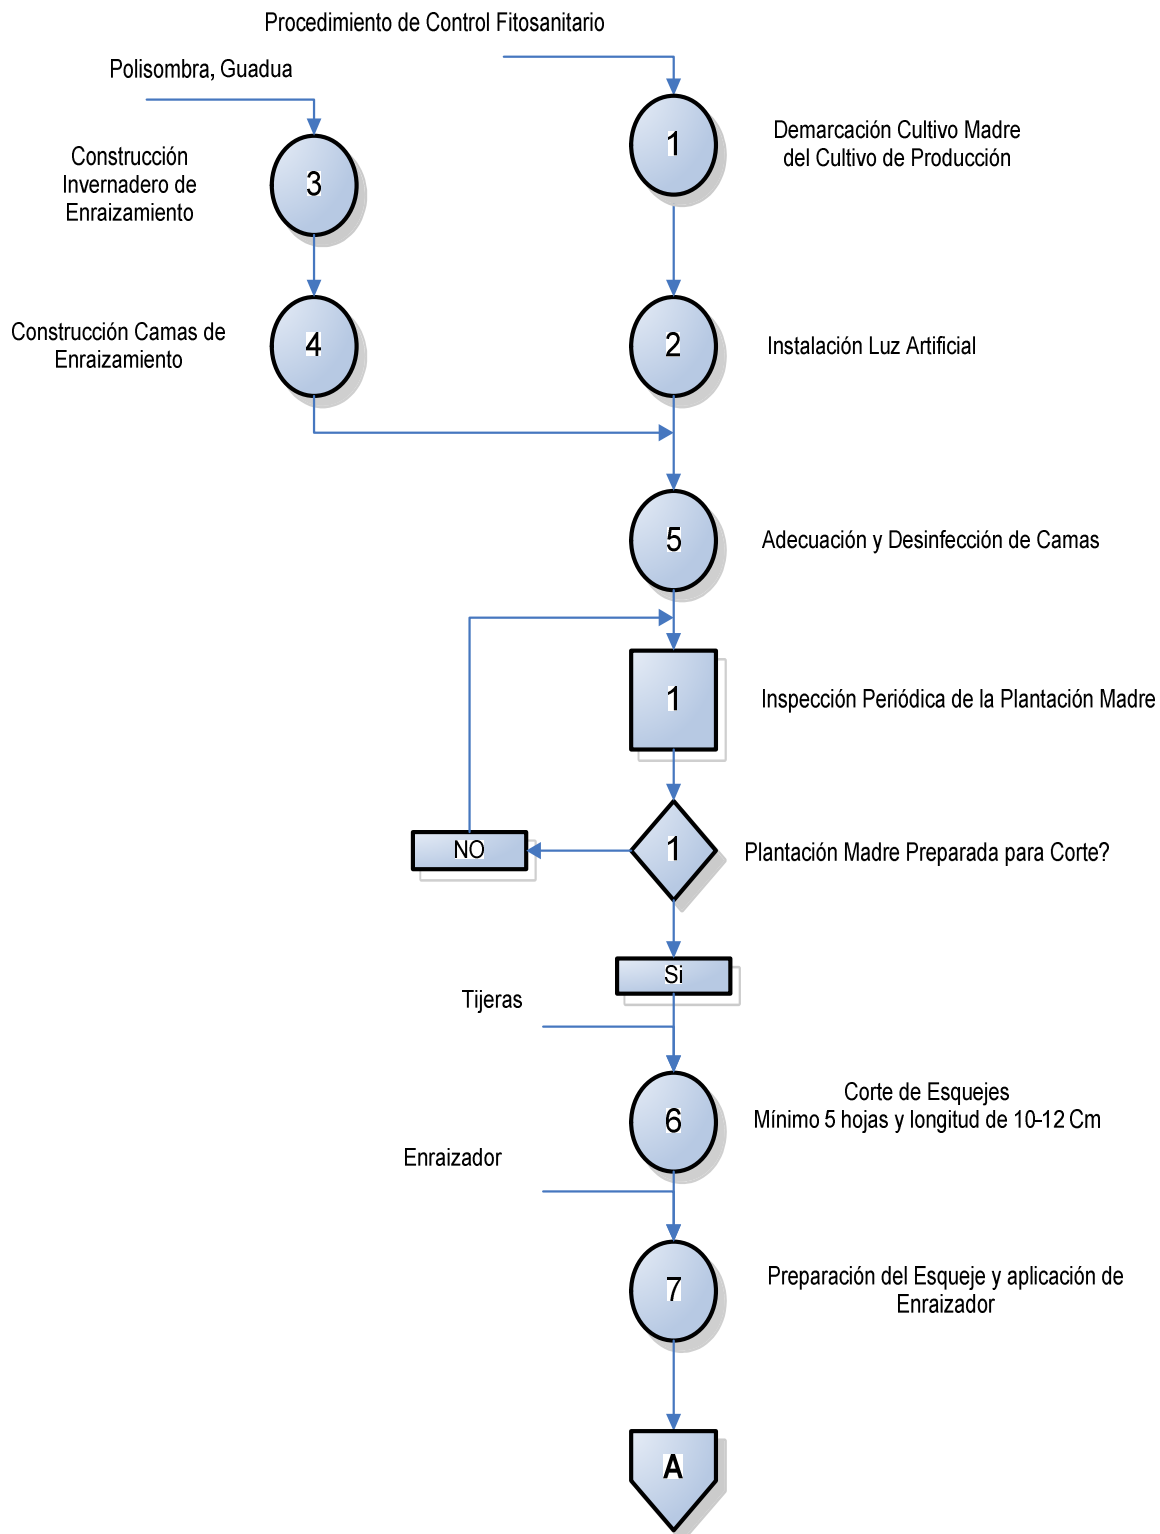 Procedimiento de Control Fitosanitario
Polisombra, Guadua
1
Demarcación Cultivo Madre
del Cultivo de Producción
Construcción
Invernadero de
Enraizamiento
3
Construcción Camas de
Enraizamiento
4
2
Instalación Luz Artificial
5
Adecuación y Desinfección de Camas
1
Inspección Periódica de la Plantación Madre
NO
1
Plantación Madre Preparada para Corte?
Si
Tijeras
6
Corte de Esquejes
Mínimo 5 hojas y longitud de 10-12 Cm
Enraizador
7
Preparación del Esqueje y aplicación de
Enraizador
A